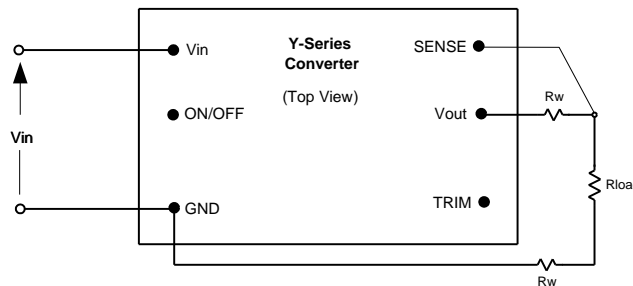 Y-Series
Converter
(Top View)
Vin
SENSE
ON/OFF
Vout
Rw
Vin
Rloa
GND
TRIM
Rw